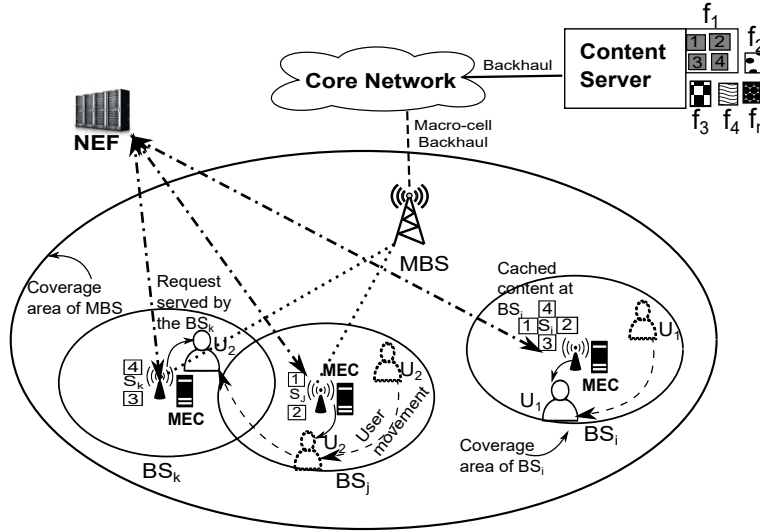 f₁
1 2
3 4
f₂
Content
Server
Backhaul
f₃ f₄ fₙ
Core Network
NEF
Macro-cell
Backhaul
MBS
Coverage
area of MBS
Request
served by
the BSₖ
Cached
content at
BSᵢ
4
1 Sᵢ 2
3
U₁
MEC
U₁
BSᵢ
Coverage
area of BSᵢ
U₂
4
Sₖ
3
MEC
BSₖ
MEC
1
S_J
2
U₂
U₂
User
movement
BSⱼ